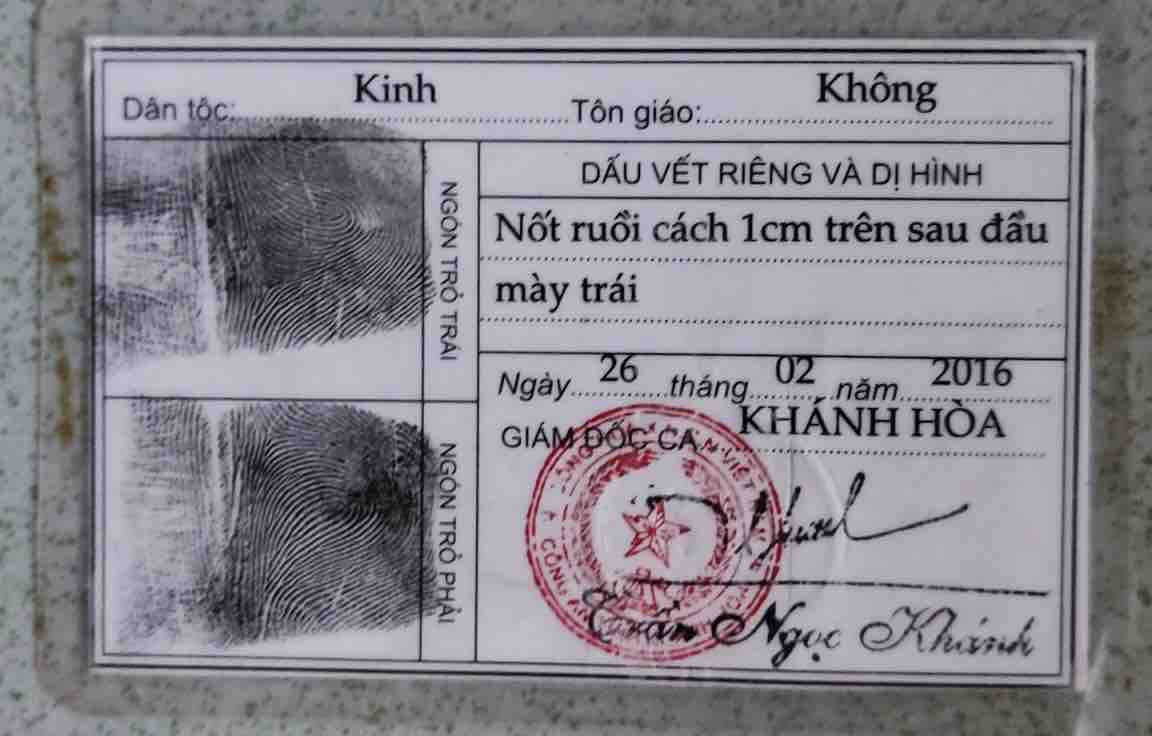 Dân tộc: Kinh Tôn giáo: Không
NGÓN TRỎ TRÁI
DẤU VẾT RIÊNG VÀ DỊ HÌNH
Nốt ruồi cách 1cm trên sau đầu
mày trái
Ngày 26 tháng 02 năm 2016
GIÁM ĐỐC CA KHÁNH HÒA
NGÓN TRỎ PHẢI
Trần Ngọc Khánh